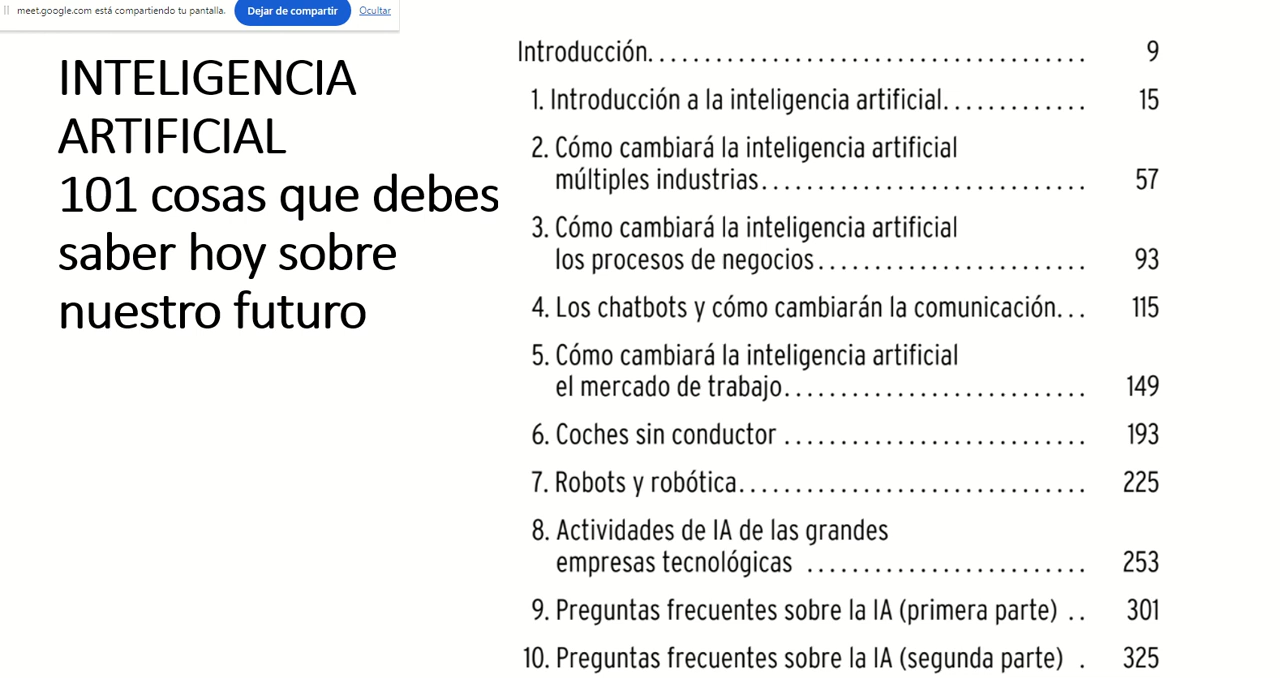 meet.google.com está compartiendo tu pantalla. Dejar de compartir Ocultar
INTELIGENCIA
ARTIFICIAL
101 cosas que debes
saber hoy sobre
nuestro futuro
Introducción. . . . . . . . . . . . . . . . . . . . . . . . . . . . . . . . . . . . . . . 9
1. Introducción a la inteligencia artificial. . . . . . . . . . . . . 15
2. Cómo cambiará la inteligencia artificial
múltiples industrias. . . . . . . . . . . . . . . . . . . . . . . . . . . . . 57
3. Cómo cambiará la inteligencia artificial
los procesos de negocios . . . . . . . . . . . . . . . . . . . . . . . . 93
4. Los chatbots y cómo cambiarán la comunicación. . . 115
5. Cómo cambiará la inteligencia artificial
el mercado de trabajo. . . . . . . . . . . . . . . . . . . . . . . . . . . 149
6. Coches sin conductor . . . . . . . . . . . . . . . . . . . . . . . . . . . 193
7. Robots y robótica. . . . . . . . . . . . . . . . . . . . . . . . . . . . . . . 225
8. Actividades de IA de las grandes
empresas tecnológicas . . . . . . . . . . . . . . . . . . . . . . . . . 253
9. Preguntas frecuentes sobre la IA (primera parte) . . 301
10. Preguntas frecuentes sobre la IA (segunda parte) . 325